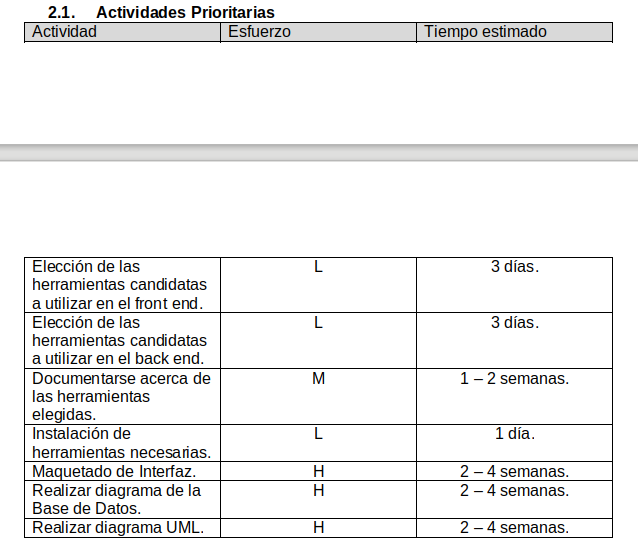 2.1. Actividades Prioritarias
Actividad Esfuerzo Tiempo estimado
Elección de las L 3 días.
herramientas candidatas
a utilizar en el front end.
Elección de las L 3 días.
herramientas candidatas
a utilizar en el back end.
Documentarse acerca de M 1 – 2 semanas.
las herramientas
elegidas.
Instalación de L 1 día.
herramientas necesarias.
Maquetado de Interfaz. H 2 – 4 semanas.
Realizar diagrama de la H 2 – 4 semanas.
Base de Datos.
Realizar diagrama UML. H 2 – 4 semanas.